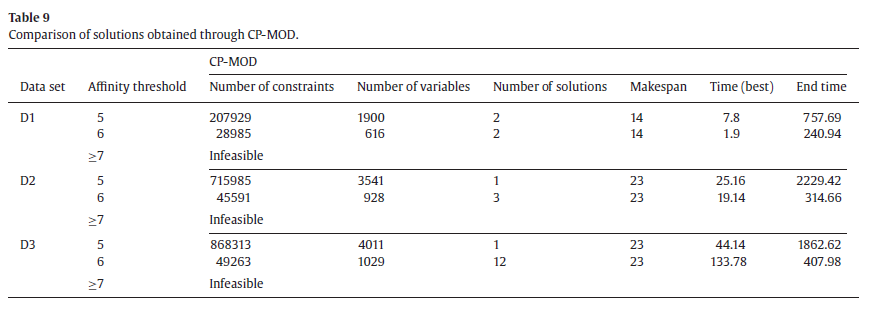 Table 9
Comparison of solutions obtained through CP-MOD.
CP-MOD
Data set Affinity threshold Number of constraints Number of variables Number of solutions Makespan Time (best) End time
D1 5 207929 1900 2 14 7.8 757.69
6 28985 616 2 14 1.9 240.94
≥7 Infeasible
D2 5 715985 3541 1 23 25.16 2229.42
6 45591 928 3 23 19.14 314.66
≥7 Infeasible
D3 5 868313 4011 1 23 44.14 1862.62
6 49263 1029 12 23 133.78 407.98
≥7 Infeasible